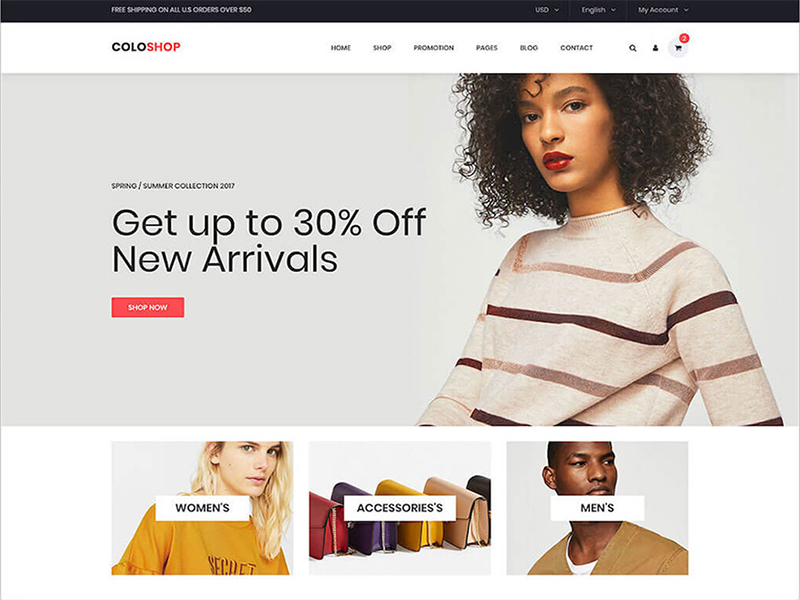 FREE SHIPPING ON ALL U.S ORDERS OVER $50
USD
English
My Account
COLOSHOP
HOME
SHOP
PROMOTION
PAGES
BLOG
CONTACT
2
SPRING / SUMMER COLLECTION 2017
Get up to 30% Off
New Arrivals
SHOP NOW
WOMEN'S
ACCESSORIES'S
MEN'S
SECRET